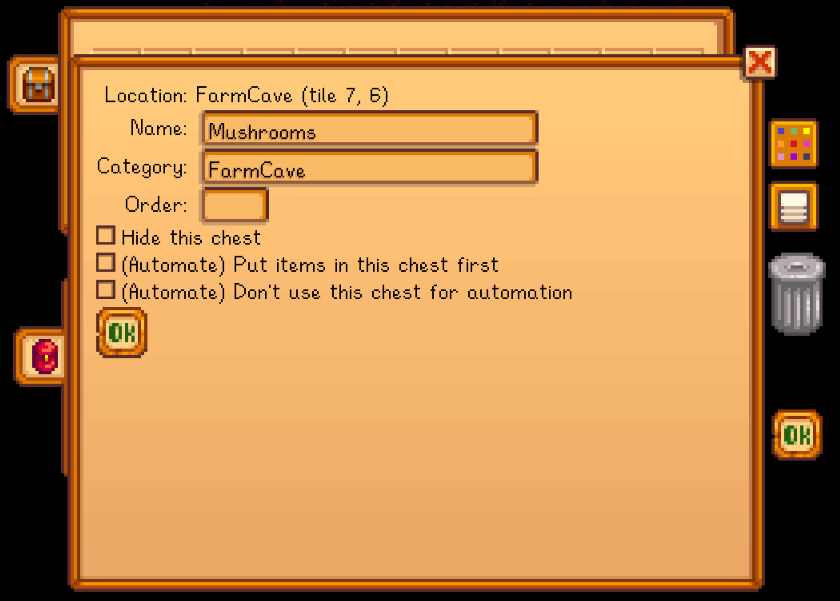 Location: FarmCave (tile 7, 6)
Name: Mushrooms
Category: FarmCave
Order:
Hide this chest
(Automate) Put items in this chest first
(Automate) Don't use this chest for automation
OK
OK